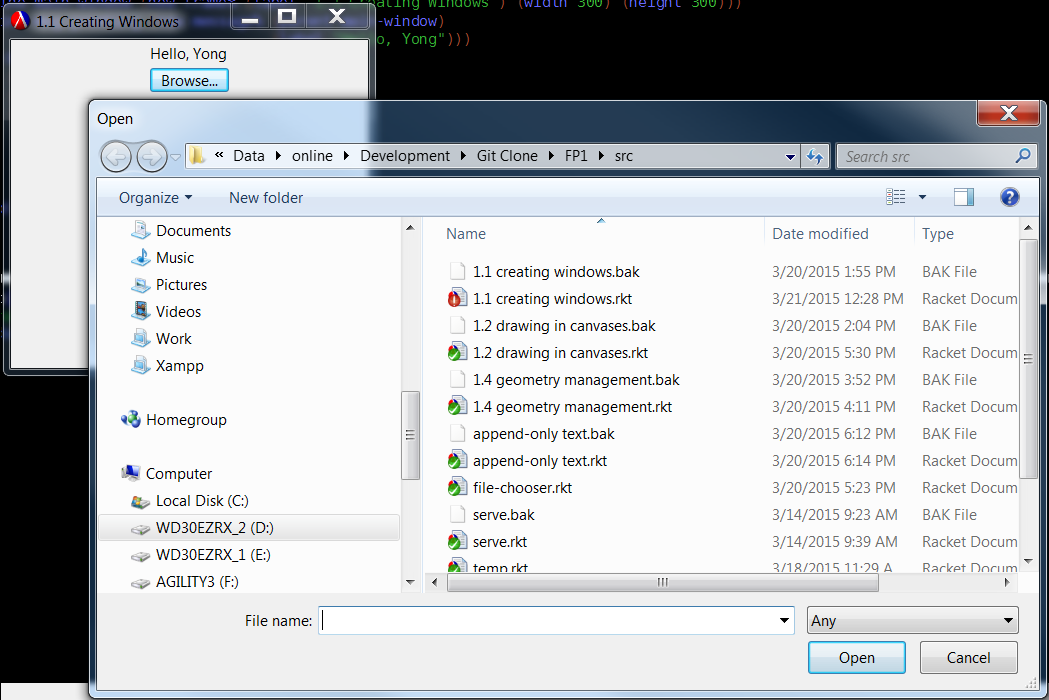 1.1 Creating Windows
Creating Windows") (width 300) (height 300)))
-window)
o, Yong")))
Hello, Yong
Browse...
Open
« Data online Development Git Clone FP1 src
Search src
Organize New folder
Documents
Music
Pictures
Videos
Work
Xampp
Homegroup
Computer
Local Disk (C:)
WD30EZRX_2 (D:)
WD30EZRX_1 (E:)
AGILITY3 (F:)
Name Date modified Type
1.1 creating windows.bak 3/20/2015 1:55 PM BAK File
1.1 creating windows.rkt 3/21/2015 12:28 PM Racket Docum
1.2 drawing in canvases.bak 3/20/2015 2:04 PM BAK File
1.2 drawing in canvases.rkt 3/20/2015 5:30 PM Racket Docum
1.4 geometry management.bak 3/20/2015 3:52 PM BAK File
1.4 geometry management.rkt 3/20/2015 4:11 PM Racket Docum
append-only text.bak 3/20/2015 6:12 PM BAK File
append-only text.rkt 3/20/2015 6:14 PM Racket Docum
file-chooser.rkt 3/20/2015 5:23 PM Racket Docum
serve.bak 3/14/2015 9:23 AM BAK File
serve.rkt 3/14/2015 9:39 AM Racket Docum
temp.rkt 3/18/2015 11:29 A Racket Docum
File name:
Any
Open
Cancel